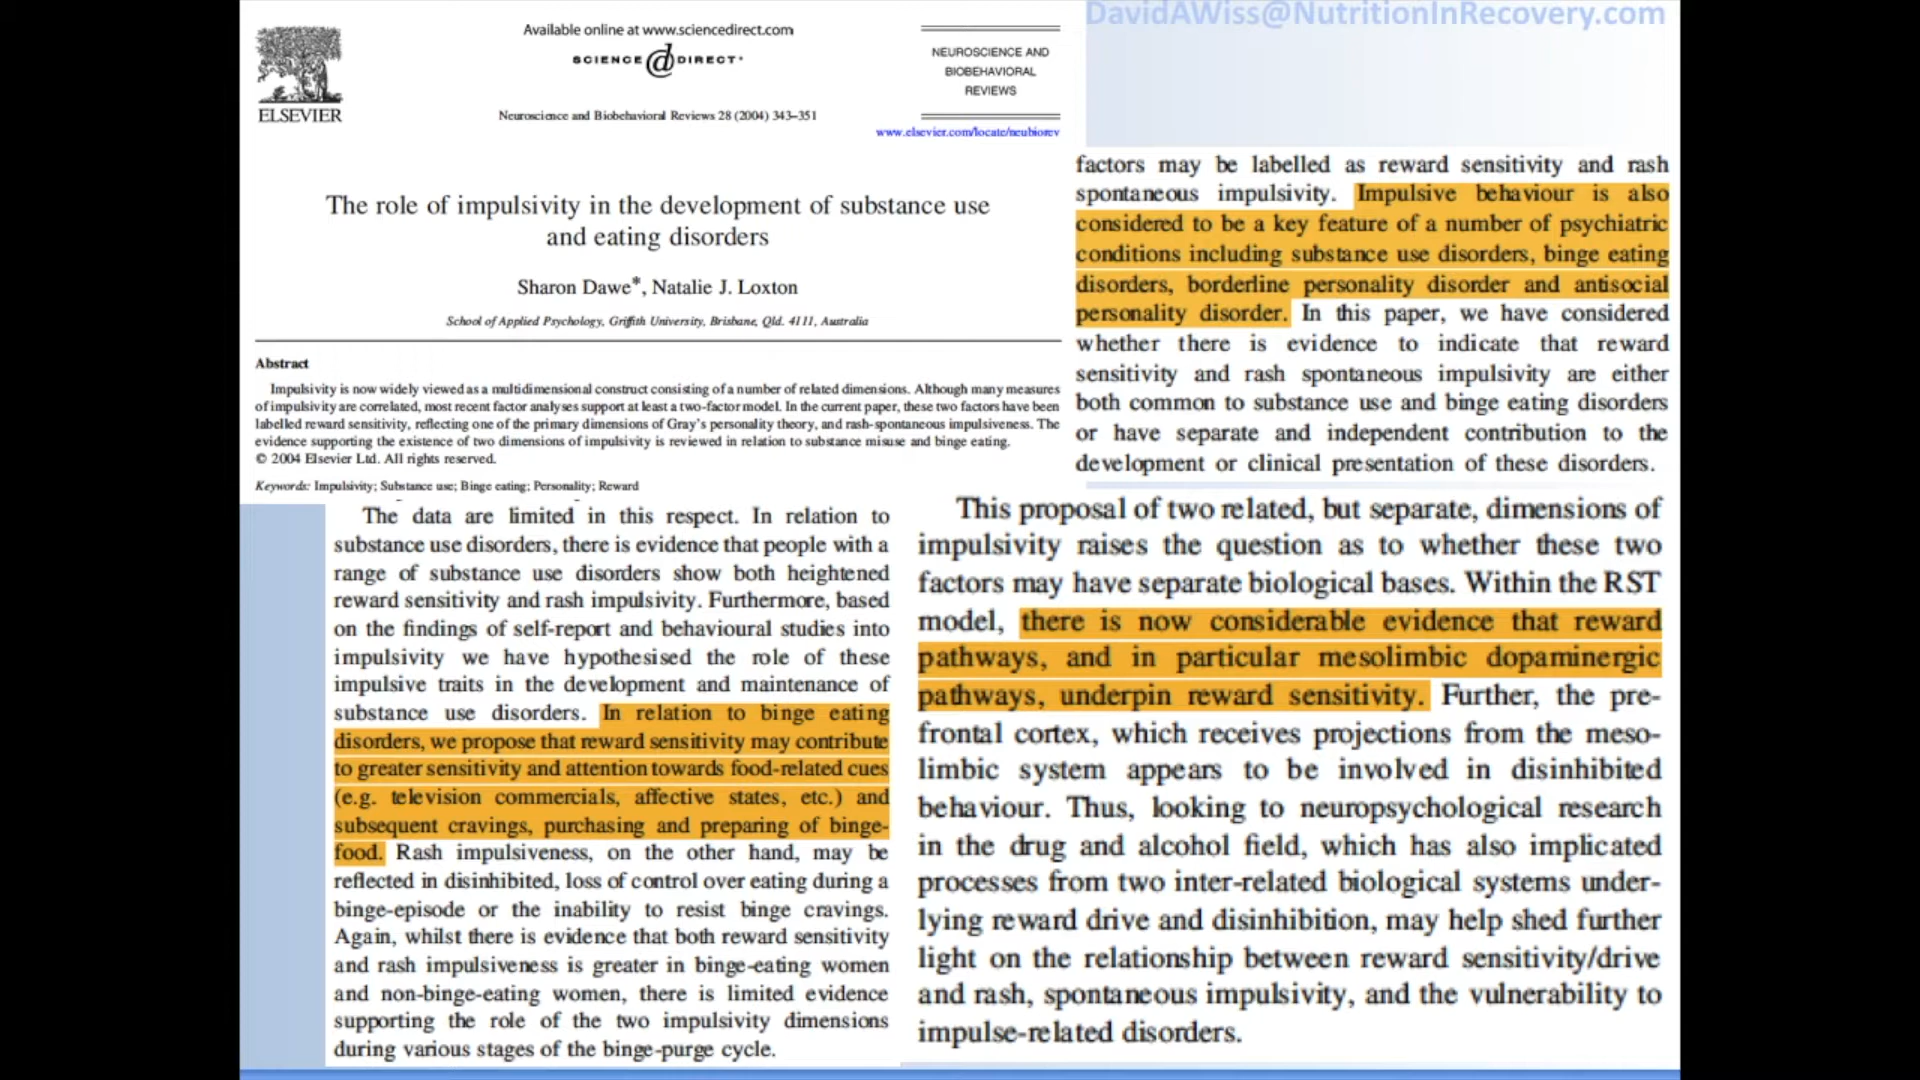 DavidAWiss@NutritionInRecovery.com
Available online at www.sciencedirect.com
SCIENCE DIRECT
ELSEVIER
NEUROSCIENCE AND
BIOBEHAVIORAL
REVIEWS
Neuroscience and Biobehavioral Reviews 28 (2004) 343–351
www.elsevier.com/locate/neubiorev
The role of impulsivity in the development of substance use
and eating disorders
Sharon Dawe*, Natalie J. Loxton
School of Applied Psychology, Griffith University, Brisbane, Qld. 4111, Australia
Abstract
Impulsivity is now widely viewed as a multidimensional construct consisting of a number of related dimensions. Although many measures
of impulsivity are correlated, most recent factor analyses support at least a two-factor model. In the current paper, these two factors have been
labelled reward sensitivity, reflecting one of the primary dimensions of Gray's personality theory, and rash-spontaneous impulsiveness. The
evidence supporting the existence of two dimensions of impulsivity is reviewed in relation to substance misuse and binge eating.
© 2004 Elsevier Ltd. All rights reserved.
Keywords: Impulsivity; Substance use; Binge eating; Personality; Reward
factors may be labelled as reward sensitivity and rash
spontaneous impulsivity. Impulsive behaviour is also
considered to be a key feature of a number of psychiatric
conditions including substance use disorders, binge eating
disorders, borderline personality disorder and antisocial
personality disorder. In this paper, we have considered
whether there is evidence to indicate that reward
sensitivity and rash spontaneous impulsivity are either
both common to substance use and binge eating disorders
or have separate and independent contribution to the
development or clinical presentation of these disorders.
The data are limited in this respect. In relation to
substance use disorders, there is evidence that people with a
range of substance use disorders show both heightened
reward sensitivity and rash impulsivity. Furthermore, based
on the findings of self-report and behavioural studies into
impulsivity we have hypothesised the role of these
impulsive traits in the development and maintenance of
substance use disorders. In relation to binge eating
disorders, we propose that reward sensitivity may contribute
to greater sensitivity and attention towards food-related cues
(e.g. television commercials, affective states, etc.) and
subsequent cravings, purchasing and preparing of binge-
food. Rash impulsiveness, on the other hand, may be
reflected in disinhibited, loss of control over eating during a
binge-episode or the inability to resist binge cravings.
Again, whilst there is evidence that both reward sensitivity
and rash impulsiveness is greater in binge-eating women
and non-binge-eating women, there is limited evidence
supporting the role of the two impulsivity dimensions
during various stages of the binge-purge cycle.
This proposal of two related, but separate, dimensions of
impulsivity raises the question as to whether these two
factors may have separate biological bases. Within the RST
model, there is now considerable evidence that reward
pathways, and in particular mesolimbic dopaminergic
pathways, underpin reward sensitivity. Further, the pre-
frontal cortex, which receives projections from the meso-
limbic system appears to be involved in disinhibited
behaviour. Thus, looking to neuropsychological research
in the drug and alcohol field, which has also implicated
processes from two inter-related biological systems under-
lying reward drive and disinhibition, may help shed further
light on the relationship between reward sensitivity/drive
and rash, spontaneous impulsivity, and the vulnerability to
impulse-related disorders.